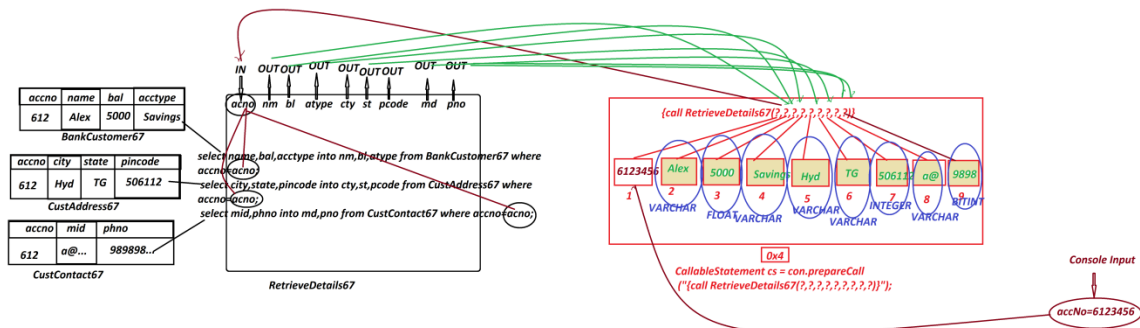 IN OUT OUT OUT OUT OUT OUT OUT OUT
acno nm bl atype cty st pcode md pno
accno name bal acctype
612 Alex 5000 Savings
BankCustomer67
accno city state pincode
612 Hyd TG 506112
CustAddress67
accno mid phno
612 a@... 989898...
CustContact67
select name,bal,acctype into nm,bl,atype from BankCustomer67 where
accno=acno;
select city,state,pincode into cty,st,pcode from CustAddress67 where
accno=acno;
select mid,phno into md,pno from CustContact67 where accno=acno;
RetrieveDetails67
{call RetrieveDetails67(?,?,?,?,?,?,?,?,?)}
6123456 Alex 5000 Savings Hyd TG 506112 a@ 9898
1 2 3 4 5 6 7 8 9
VARCHAR FLOAT VARCHAR VARCHAR VARCHAR INTEGER VARCHAR BITINT
0x4
CallableStatement cs = con.prepareCall
("{call RetrieveDetails67(?,?,?,?,?,?,?,?,?)}");
Console Input
accNo=6123456